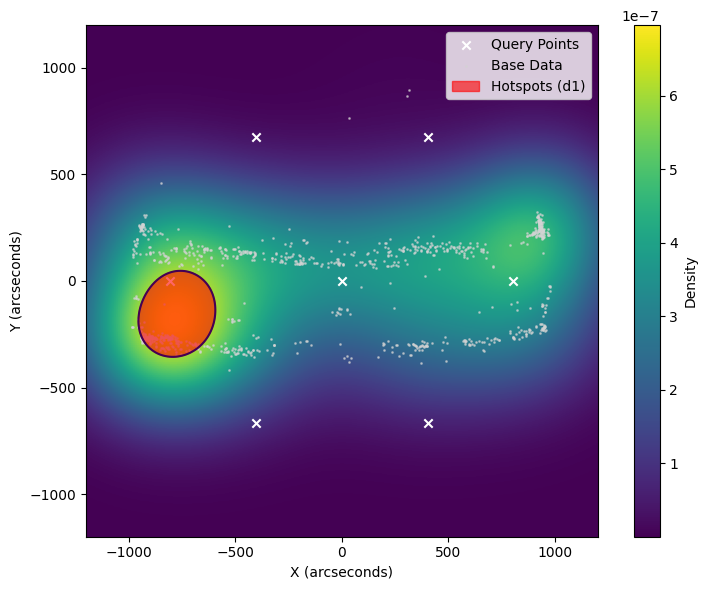 1e−7
Query Points
Base Data
Hotspots (d1)
1000
500
0
−500
−1000
Y (arcseconds)
−1000
−500
0
500
1000
X (arcseconds)
6
5
4
3
2
1
Density